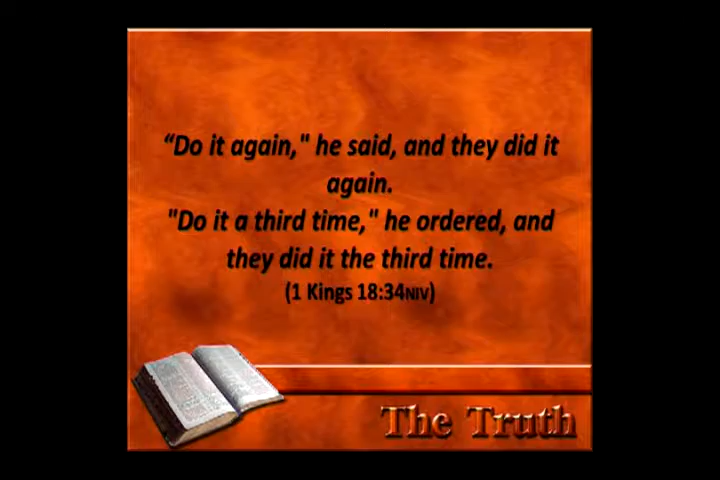 “Do it again," he said, and they did it
again.
"Do it a third time," he ordered, and
they did it the third time.
(1 Kings 18:34NIV)
The Truth